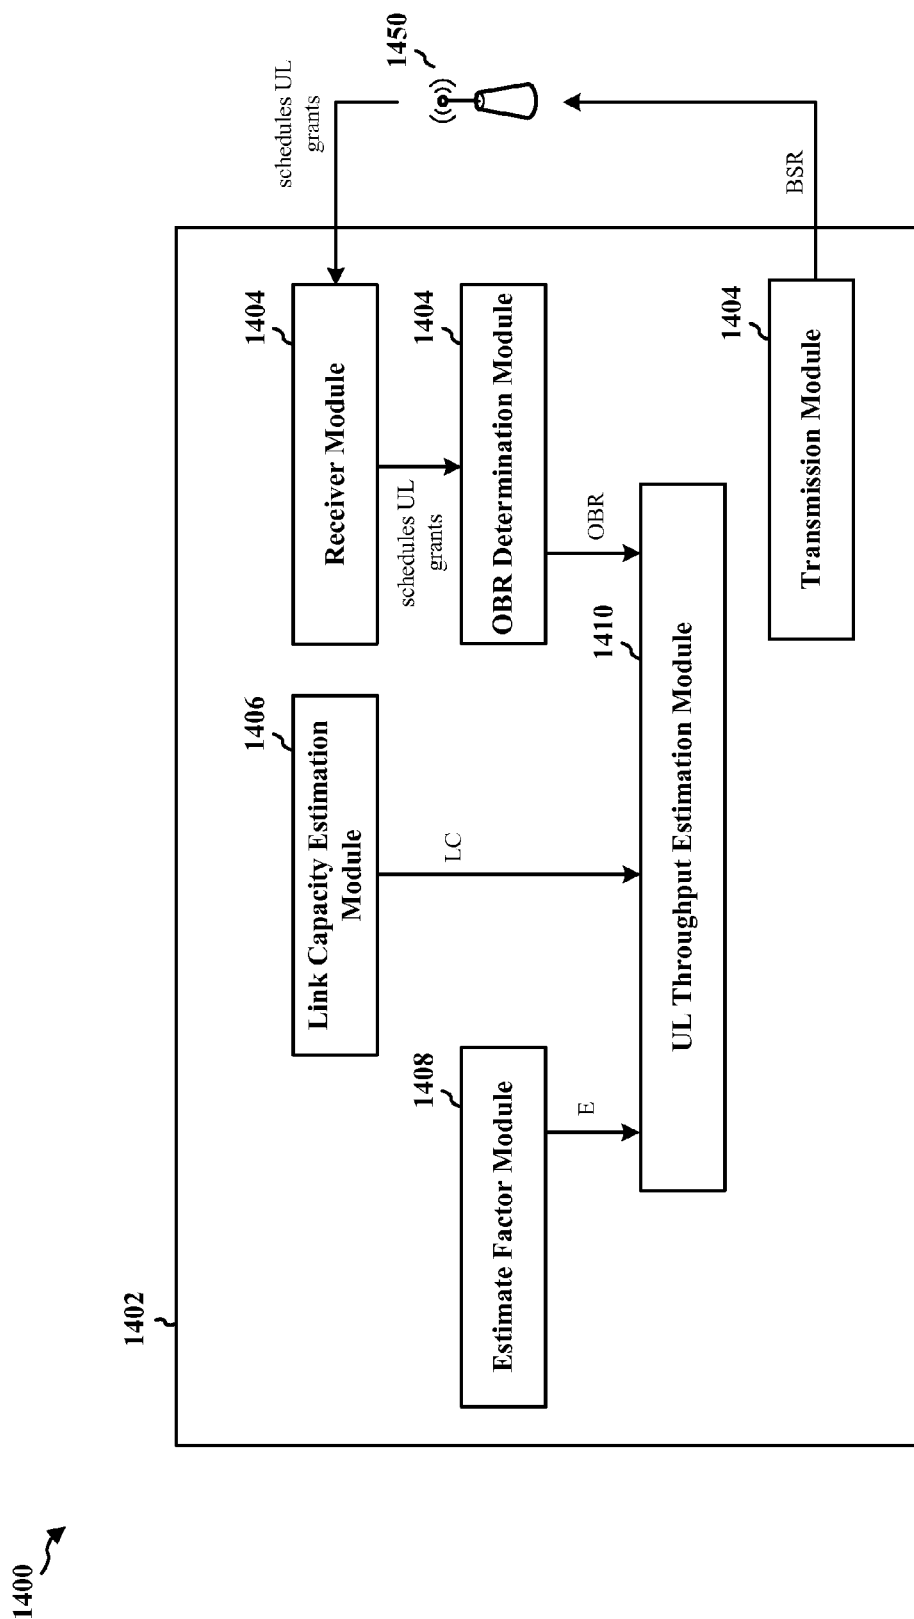 1400
1402
1450
schedules UL
grants
1404
Receiver Module
1406
Link Capacity Estimation
Module
schedules UL
grants
1404
OBR Determination Module
1408
Estimate Factor Module
LC
E
OBR
1410
UL Throughput Estimation Module
1404
Transmission Module
BSR